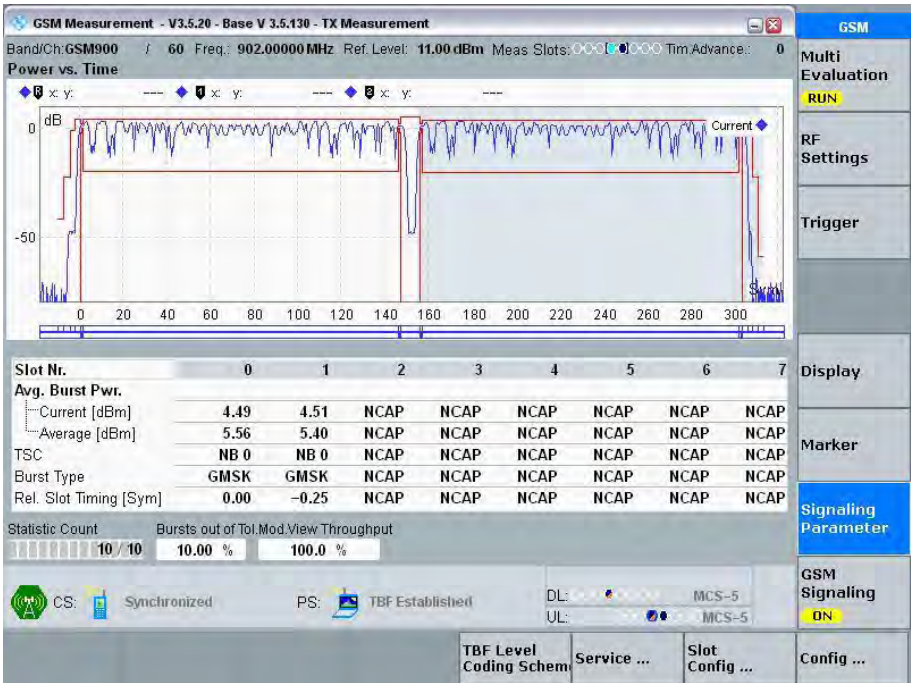 GSM Measurement - V3.5.20 - Base V 3.5.130 - TX Measurement
GSM
Band/Ch:GSM900 / 60 Freq.: 902.00000 MHz Ref. Level: 11.00 dBm Meas Slots: Tim.Advance.: 0
Power vs. Time
Multi Evaluation
RUN
R x: y: --- 1 x: y: --- 2 x: y: ---
dB
Current
0
-50
0 20 40 60 80 100 120 140 160 180 200 220 240 260 280 300
RF Settings
Trigger
Slot Nr. 0 1 2 3 4 5 6 7
Avg. Burst Pwr.
Current [dBm] 4.49 4.51 NCAP NCAP NCAP NCAP NCAP NCAP
Average [dBm] 5.56 5.40 NCAP NCAP NCAP NCAP NCAP NCAP
TSC NB 0 NB 0 NCAP NCAP NCAP NCAP NCAP NCAP
Burst Type GMSK GMSK NCAP NCAP NCAP NCAP NCAP NCAP
Rel. Slot Timing [Sym] 0.00 -0.25 NCAP NCAP NCAP NCAP NCAP NCAP
Display
Marker
Statistic Count Bursts out of Tol. Mod.View Throughput
10 / 10 10.00 % 100.0 %
Signaling Parameter
CS: Synchronized PS: TBF Established DL: MCS-5
UL: MCS-5
GSM Signaling
ON
TBF Level Coding Schem
Service ...
Slot Config ...
Config ...